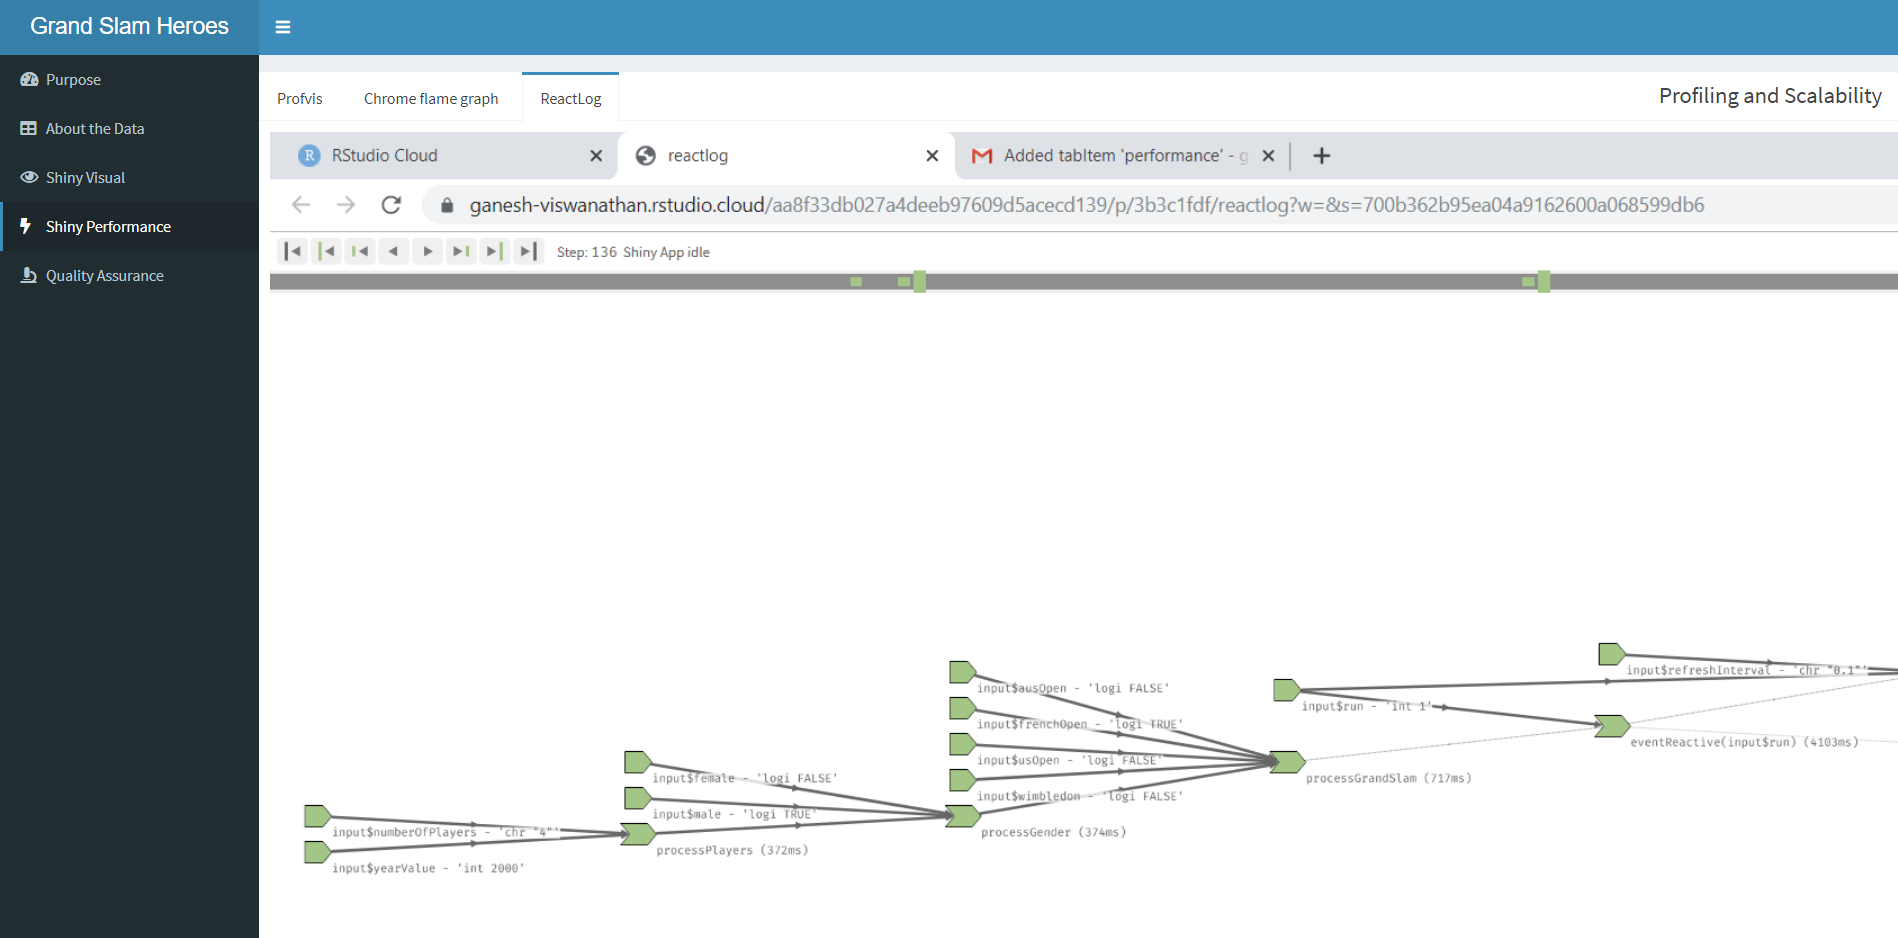 Grand Slam Heroes
Purpose
About the Data
Shiny Visual
Shiny Performance
Quality Assurance
Profvis
Chrome flame graph
ReactLog
Profiling and Scalability
R RStudio Cloud
reactlog
Added tabItem 'performance' - g
ganesh-viswanathan.rstudio.cloud/aa8f33db027a4deeb97609d5acecd139/p/3b3c1fdf/reactlog?w=&s=700b362b95ea04a9162600a068599db6
Step: 136 Shiny App idle
input$refreshInterval - 'chr "0.1"'
input$ausOpen - 'logi FALSE'
input$run - 'int 1'
input$frenchOpen - 'logi TRUE'
eventReactive(input$run) (4103ms)
input$usOpen - 'logi FALSE'
input$female - 'logi FALSE'
processGrandSlam (717ms)
input$wimbledon - 'logi FALSE'
input$male - 'logi TRUE'
input$numberOfPlayers - 'chr "4"'
processGender (374ms)
processPlayers (372ms)
input$yearValue - 'int 2000'